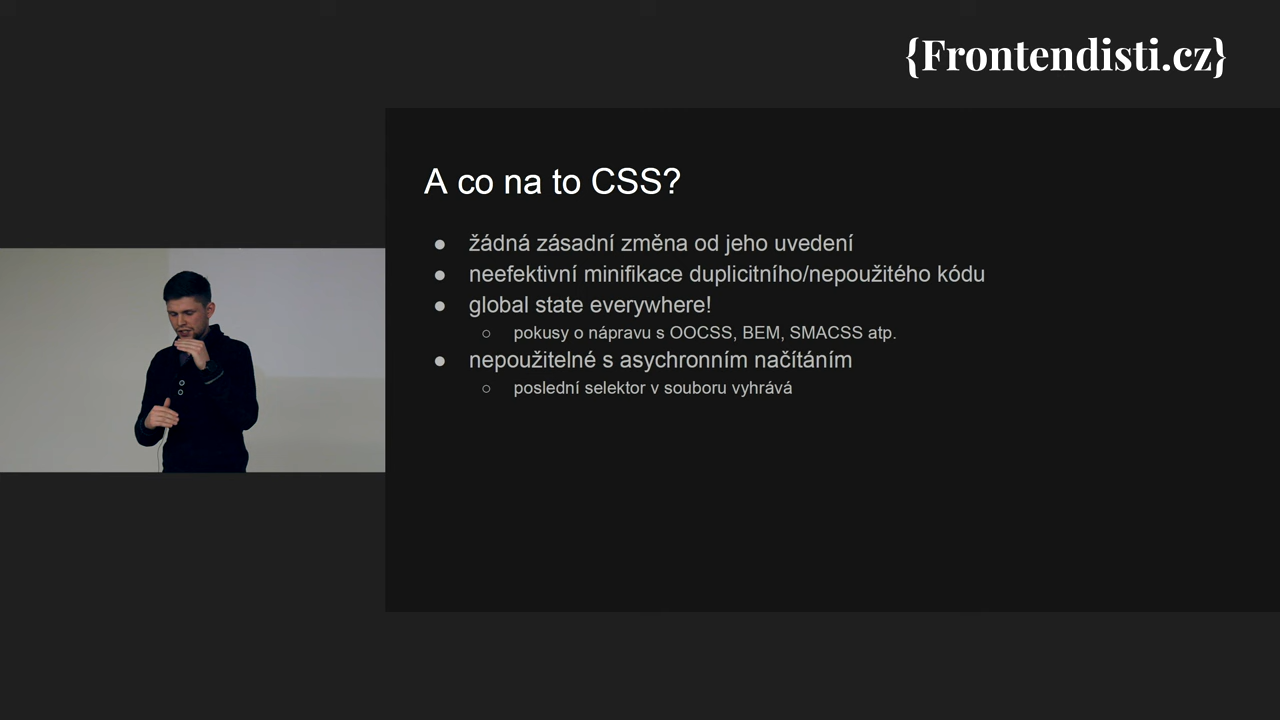 {Frontendisti.cz}
A co na to CSS?
● žádná zásadní změna od jeho uvedení
● neefektivní minifikace duplicitního/nepoužitého kódu
● global state everywhere!
○ pokusy o nápravu s OOCSS, BEM, SMACSS atp.
● nepoužitelné s asychronním načítáním
○ poslední selektor v souboru vyhrává